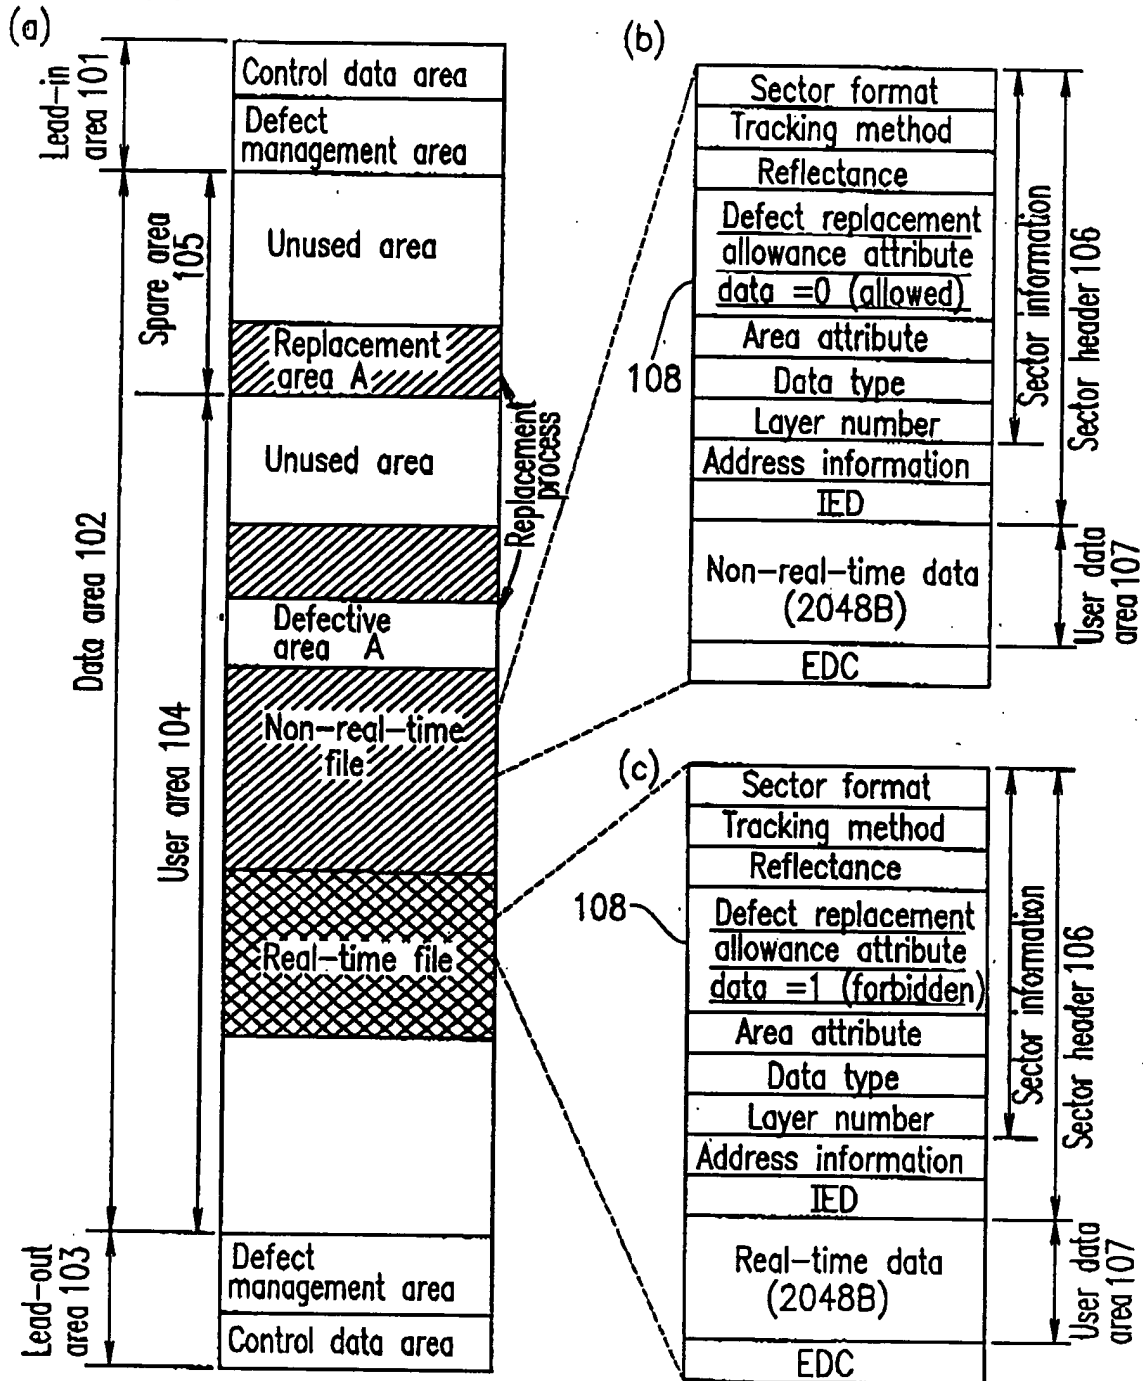 (a)
Lead-in
area 101
Control data area
Defect
management area
Data area 102
Spare area
105
Unused area
Replacement
area A
User area 104
Unused area
Replacement
process
Defective
area A
Non-real-time
file
Real-time file
Lead-out
area 103
Defect
management area
Control data area
(b)
108
Sector format
Tracking method
Reflectance
Defect replacement
allowance attribute
data =0 (allowed)
Area attribute
Data type
Layer number
Address information
IED
Non-real-time data
(2048B)
EDC
Sector information
Sector header 106
User data
area 107
(c)
108
Sector format
Tracking method
Reflectance
Defect replacement
allowance attribute
data =1 (forbidden)
Area attribute
Data type
Layer number
Address information
IED
Real-time data
(2048B)
EDC
Sector information
Sector header 106
User data
area 107